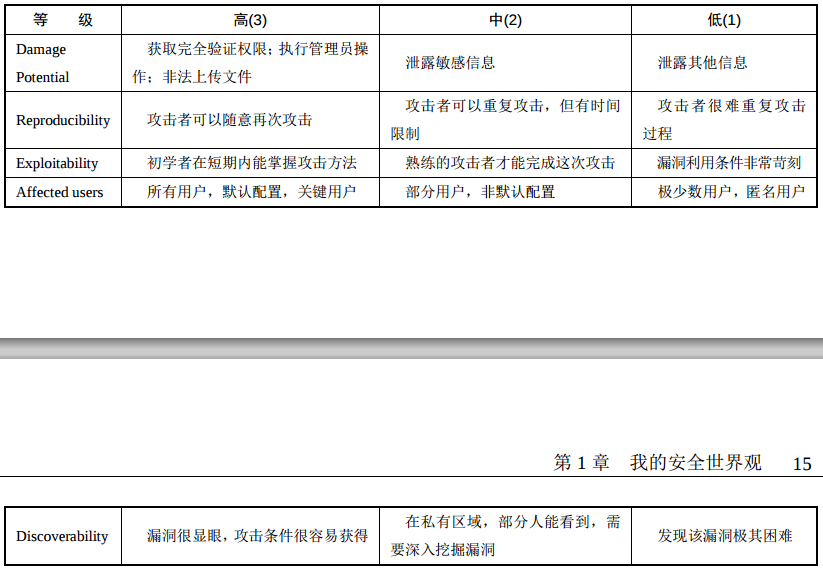 等 级 高(3) 中(2) 低(1)
Damage Potential 获取完全验证权限；执行管理员操作；非法上传文件 泄露敏感信息 泄露其他信息
Reproducibility 攻击者可以随意再次攻击 攻击者可以重复攻击，但有时间限制 攻击者很难重复攻击过程
Exploitability 初学者在短期内能掌握攻击方法 熟练的攻击者才能完成这次攻击 漏洞利用条件非常苛刻
Affected users 所有用户，默认配置，关键用户 部分用户，非默认配置 极少数用户，匿名用户
第 1 章 我的安全世界观 15
Discoverability 漏洞很显眼，攻击条件很容易获得 在私有区域，部分人能看到，需要深入挖掘漏洞 发现该漏洞极其困难